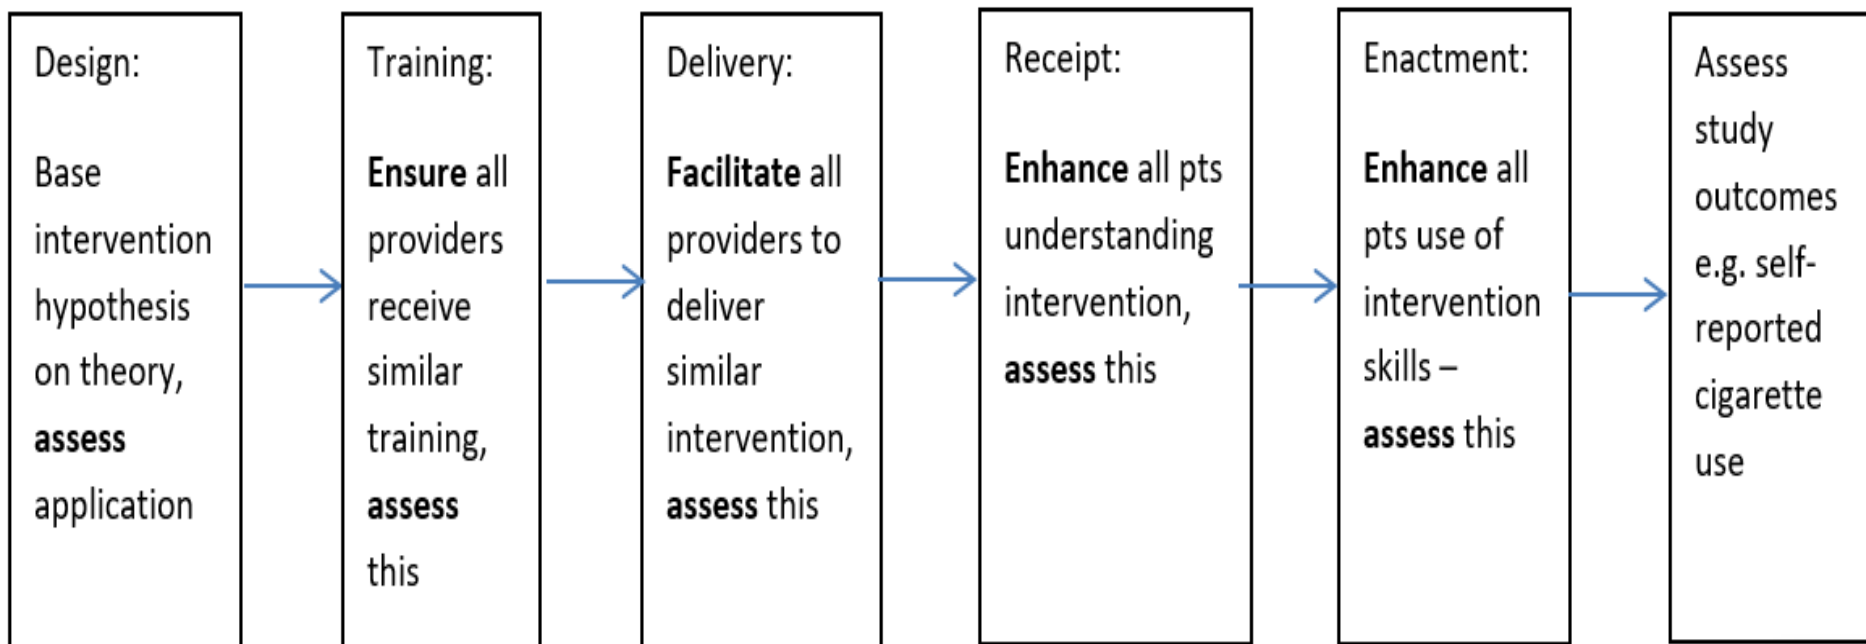 Design:
Base
intervention
hypothesis
on theory,
assess
application
Training:
Ensure all
providers
receive
similar
training,
assess
this
Delivery:
Facilitate all
providers to
deliver
similar
intervention,
assess this
Receipt:
Enhance all pts
understanding
intervention,
assess this
Enactment:
Enhance all
pts use of
intervention
skills –
assess this
Assess
study
outcomes
e.g. self-
reported
cigarette
use